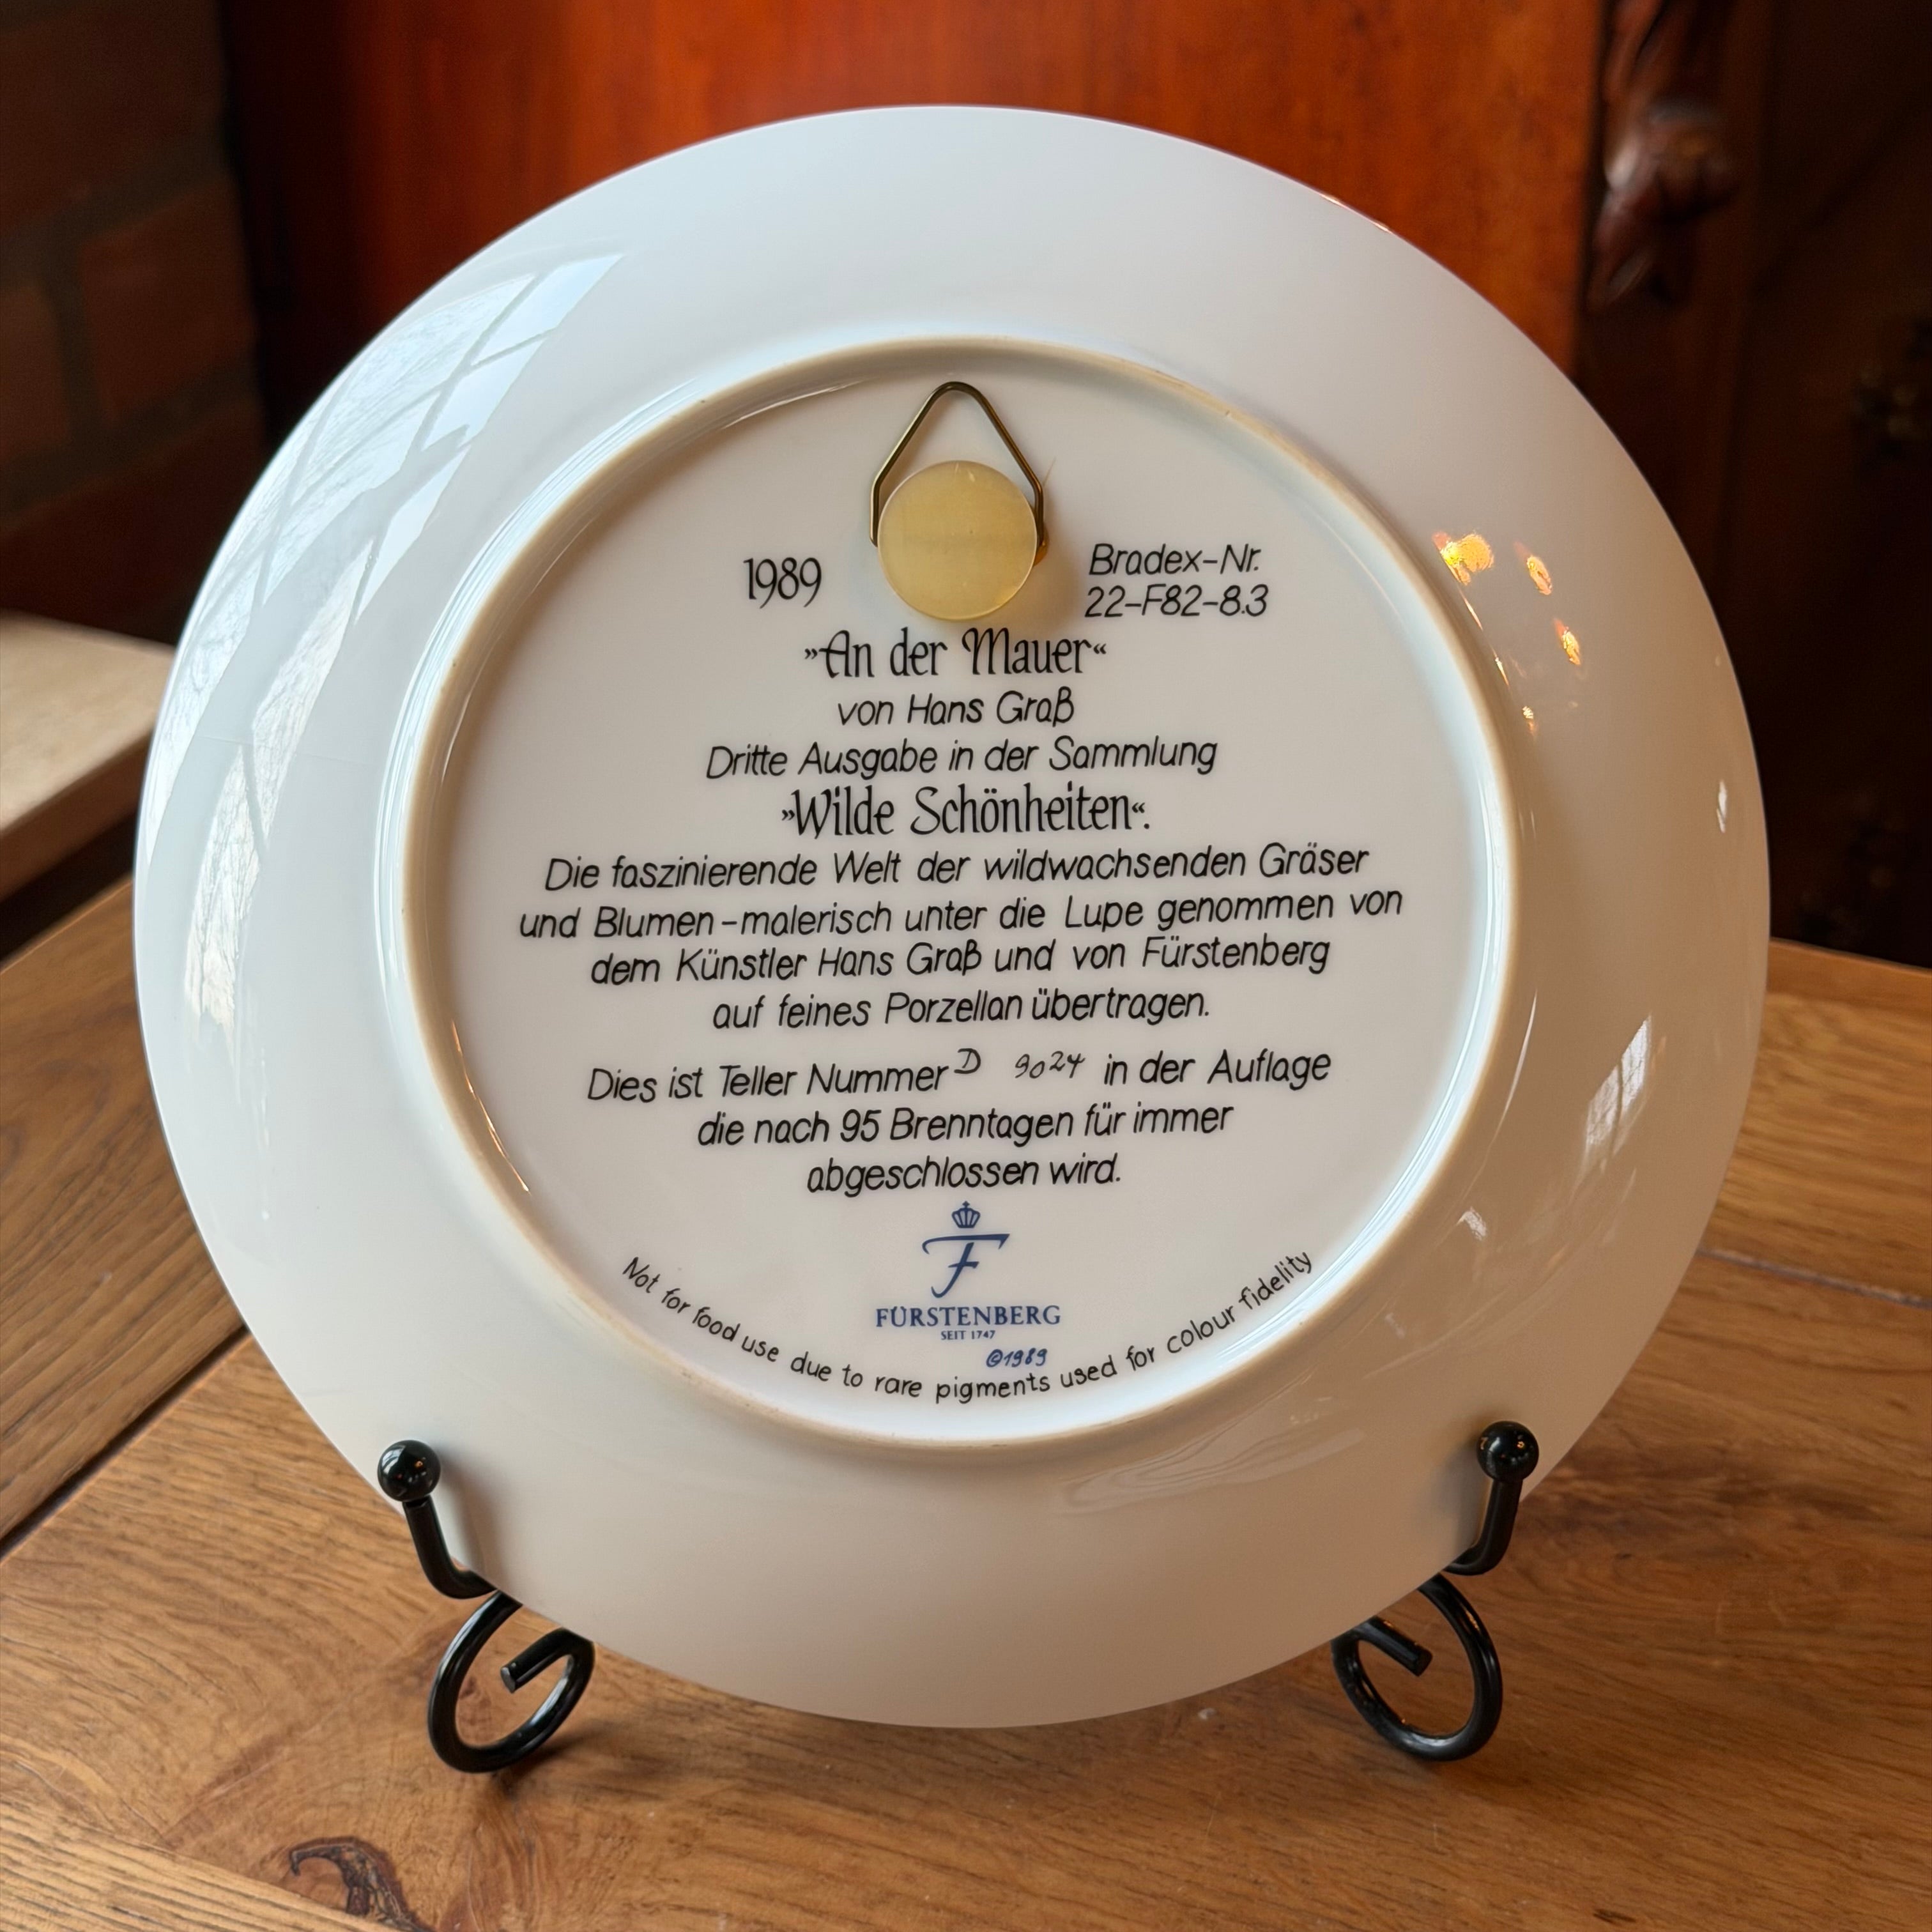 1989
Bradex-Nr.
22-F82-8.3
»An der Mauer«
von Hans Graß
Dritte Ausgabe in der Sammlung
»Wilde Schönheiten«.
Die faszinierende Welt der wildwachsenden Gräser
und Blumen-malerisch unter die Lupe genommen von
dem Künstler Hans Graß und von Fürstenberg
auf feines Porzellan übertragen.
Dies ist Teller Nummer D 9024 in der Auflage
die nach 95 Brenntagen für immer
abgeschlossen wird.
F
FÜRSTENBERG
SEIT 1747
©1989
Not for food use due to rare pigments used for colour fidelity